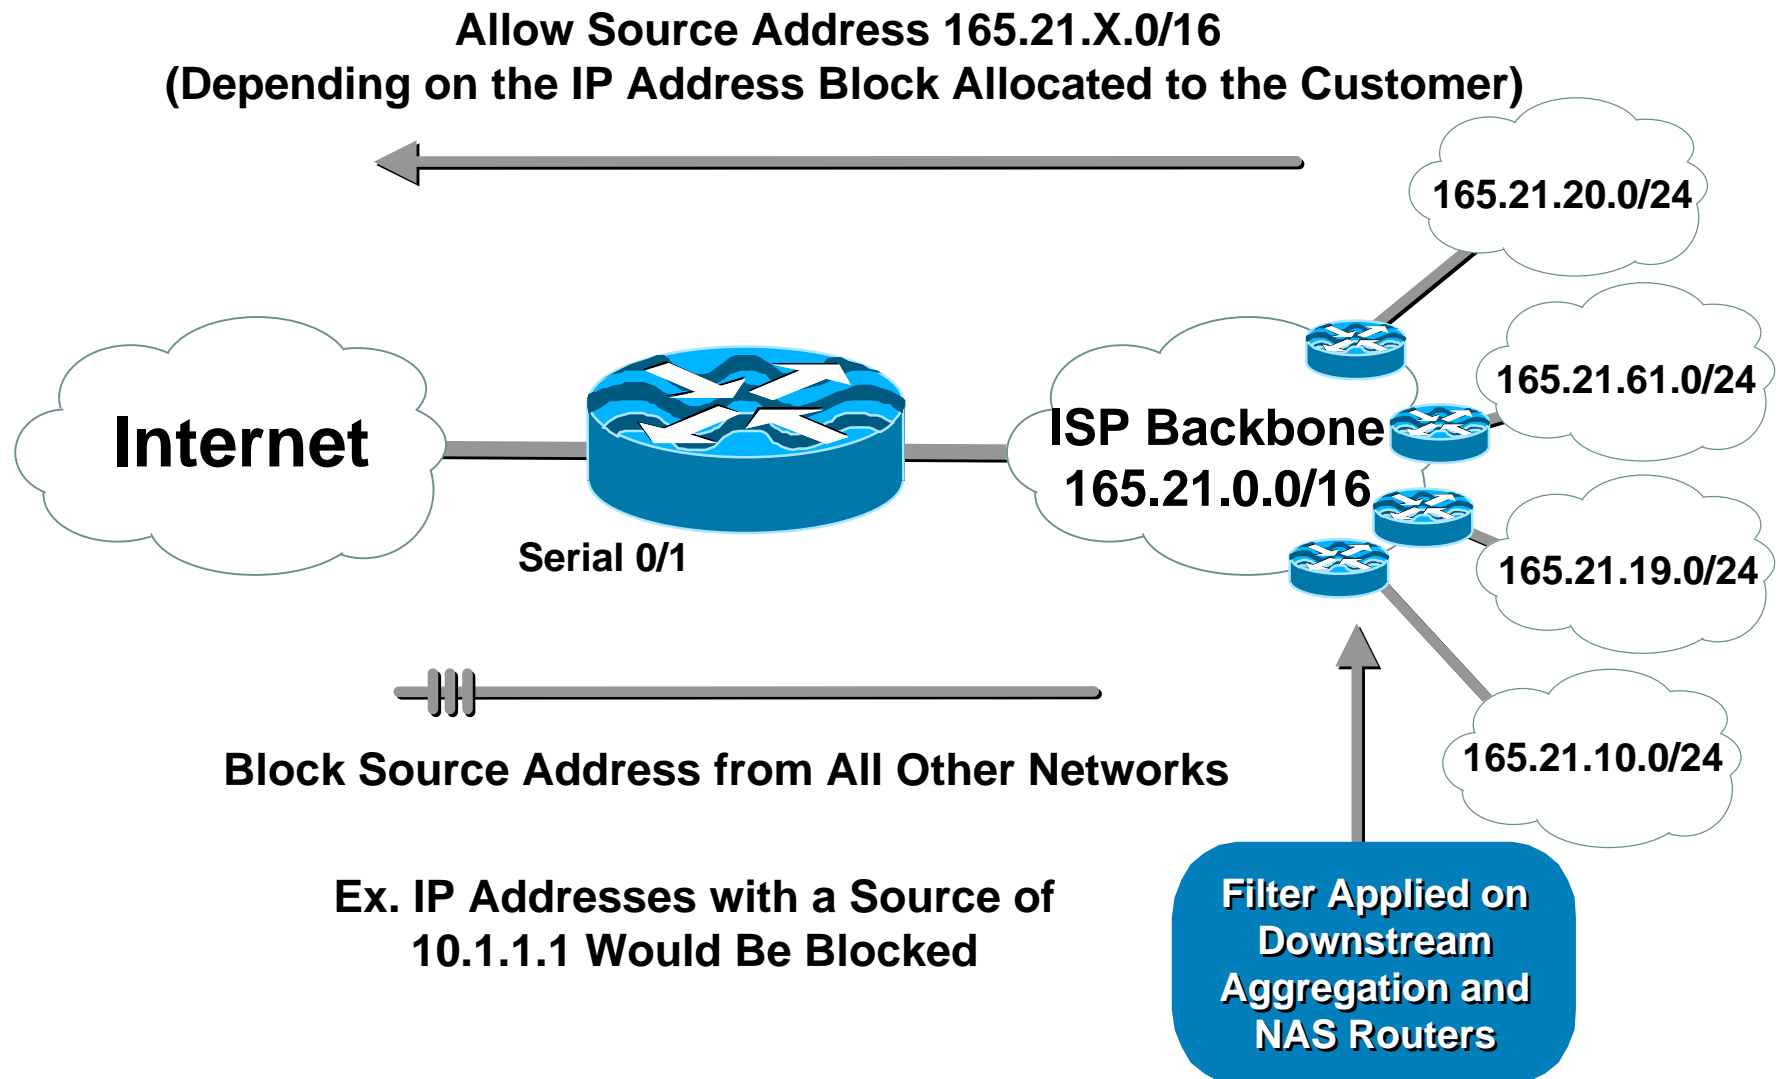 Allow Source Address 165.21.X.0/16
(Depending on the IP Address Block Allocated to the Customer)
165.21.20.0/24
165.21.61.0/24
Internet
ISP Backbone
165.21.0.0/16
Serial 0/1
165.21.19.0/24
165.21.10.0/24
Block Source Address from All Other Networks
Ex. IP Addresses with a Source of
10.1.1.1 Would Be Blocked
Filter Applied on
Downstream
Aggregation and
NAS Routers